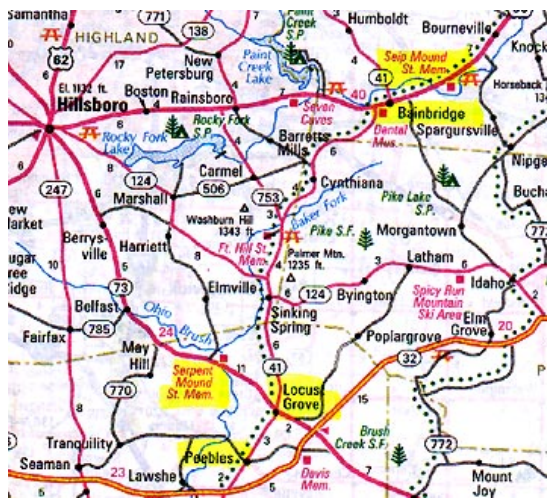 771
HIGHLAND
138
Paint
Creek S.P.
Humboldt
Bourneville
62
New
Petersburg
Paint
Creek
Lake
Seip Mound
St. Mem.
Knock
41
El. 1132 ft.
Hillsboro
Boston
Rainsboro
Seven
Caves
40
Bainbridge
Horseback
Rocky Fork
Lake
Rocky Fork
S.P.
Barretts
Mills
Dental
Mus.
Spargursville
Nipge
247
124
Carmel
506
Marshall
753
Cynthiana
Pike Lake
S.P.
Bucha
ew
arket
Washburn Hill
1343 ft.
Baker Fork
Morgantown
Berrys-
ville
Harriett
Ft. Hill St.
Mem.
Pike S.F.
Palmer Mtn.
1235 ft.
Latham
ugar
ree
idge
73
Elmville
124
Byington
Spicy Run
Mountain
Ski Area
Idaho
Belfast
Ohio
Brush
Sinking
Spring
Elm
Grove
20
Fairfax
785
24
May
Hill
Poplargrove
32
41
Serpent
Mound
St. Mem.
11
Locust
Grove
15
770
Brush
Creek S.F.
Tranquility
Peebles
772
Seaman
23
Lawshe
Davis
Mem.
Mount
Joy